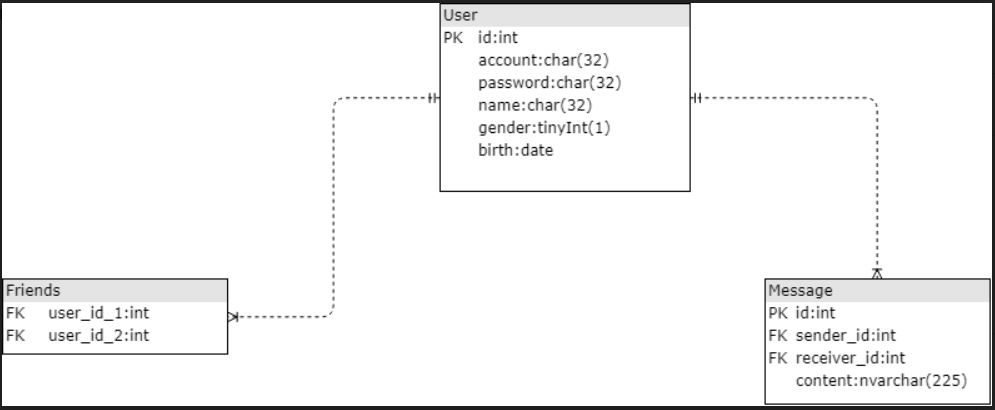 User
PK id:int
account:char(32)
password:char(32)
name:char(32)
gender:tinyInt(1)
birth:date
Friends
FK user_id_1:int
FK user_id_2:int
Message
PK id:int
FK sender_id:int
FK receiver_id:int
content:nvarchar(225)